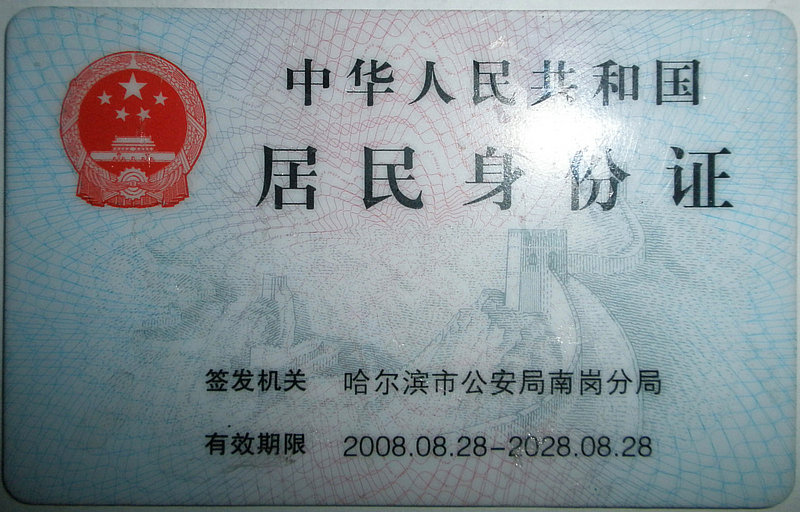 中华人民共和国
居民身份证
签发机关 哈尔滨市公安局南岗分局
有效期限 2008.08.28-2028.08.28